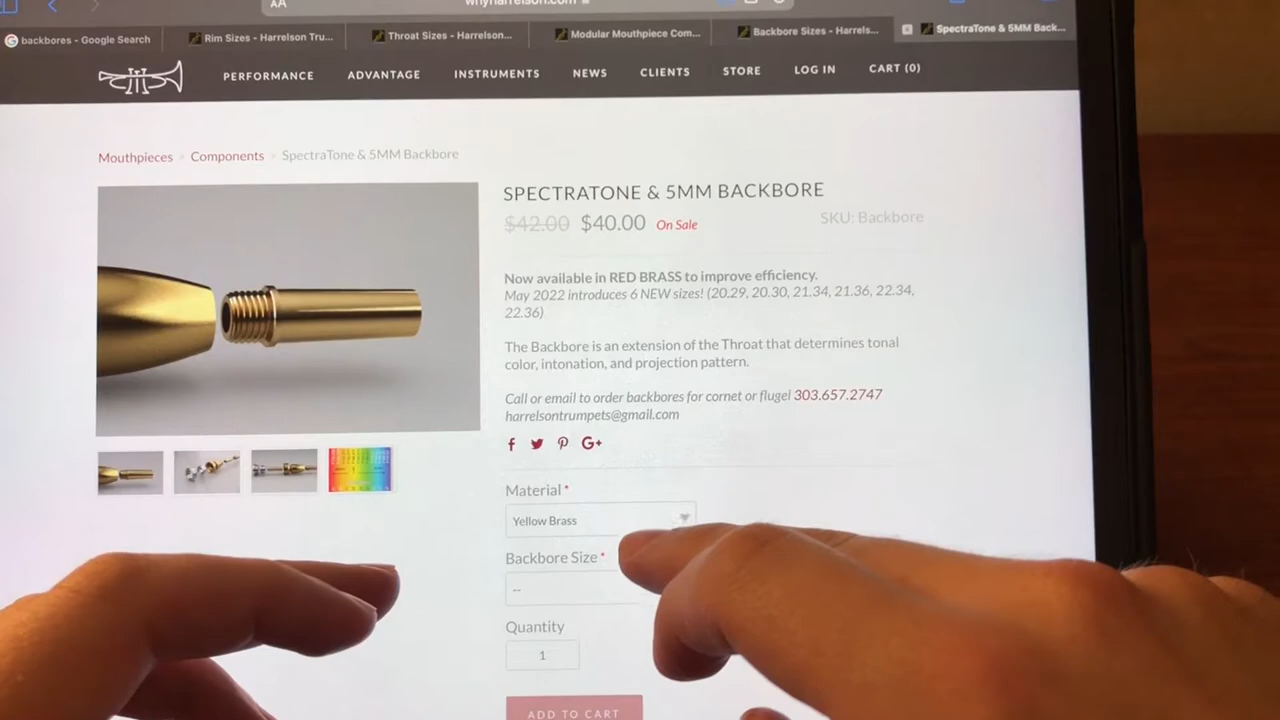 AA
whyharrelson.com
backbores - Google Search
Rim Sizes - Harrelson Tru...
Throat Sizes - Harrelson...
Modular Mouthpiece Com...
Backbore Sizes - Harrels...
SpectraTone & 5MM Back...
PERFORMANCE
ADVANTAGE
INSTRUMENTS
NEWS
CLIENTS
STORE
LOG IN
CART (0)
Mouthpieces
Components
SpectraTone & 5MM Backbore
SPECTRATONE & 5MM BACKBORE
$42.00 $40.00 On Sale
SKU: Backbore
Now available in RED BRASS to improve efficiency.
May 2022 introduces 6 NEW sizes! (20.29, 20.30, 21.34, 21.36, 22.34,
22.36)
The Backbore is an extension of the Throat that determines tonal
color, intonation, and projection pattern.
Call or email to order backbores for cornet or flugel 303.657.2747
harrelsontrumpets@gmail.com
Material *
Yellow Brass
Backbore Size *
--
Quantity
1
ADD TO CART